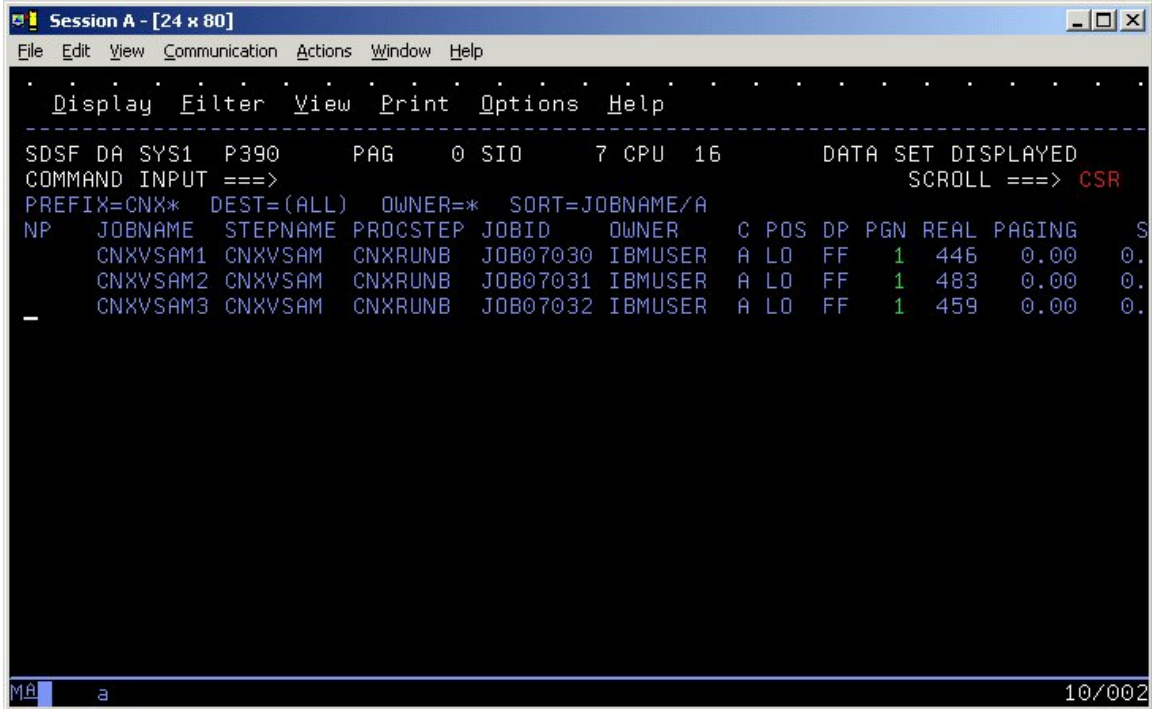 Session A - [24 x 80]
File Edit View Communication Actions Window Help
. . . . . . . . . . . . . . . . . . . . . . . . . . .
Display Filter View Print Options Help
-------------------------------------------------------------------------------
SDSF DA SYS1 P390 PAG 0 SIO 7 CPU 16 DATA SET DISPLAYED
COMMAND INPUT ===> SCROLL ===> CSR
PREFIX=CNX* DEST=(ALL) OWNER=* SORT=JOBNAME/A
NP JOBNAME STEPNAME PROCSTEP JOBID OWNER C POS DP PGN REAL PAGING S
CNXVSAM1 CNXVSAM CNXRUNB JOB07030 IBMUSER A LO FF 1 446 0.00 0.
CNXVSAM2 CNXVSAM CNXRUNB JOB07031 IBMUSER A LO FF 1 483 0.00 0.
_ CNXVSAM3 CNXVSAM CNXRUNB JOB07032 IBMUSER A LO FF 1 459 0.00 0.
MA a 10/002